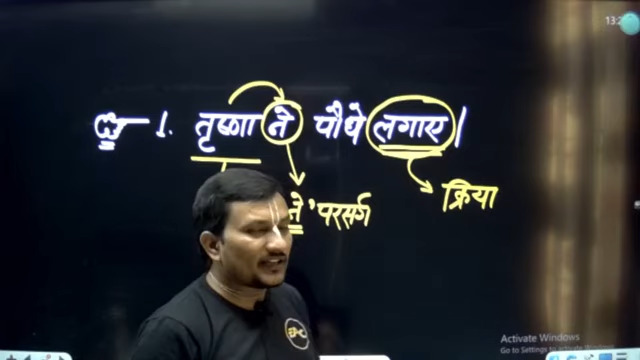 1. तृष्णा ने पौधे लगाए।
ने' परसर्ग
क्रिया
Activate Windows
Go to Settings to activate Windows.